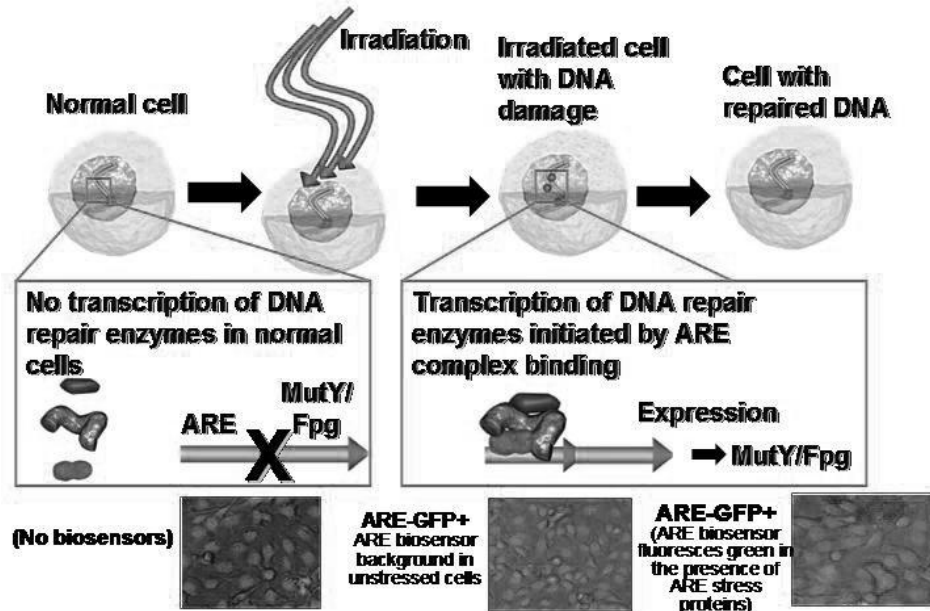 Normal cell
Irradiation
Irradiated cell
with DNA
damage
Cell with
repaired DNA
No transcription of DNA
repair enzymes in normal
cells
ARE
MutY/
Fpg
X
Transcription of DNA repair
enzymes initiated by ARE
complex binding
Expression
MutY/Fpg
(No biosensors)
ARE-GFP+
ARE biosensor
background in
unstressed cells
ARE-GFP+
(ARE biosensor
fluoresces green in
the presence of
ARE stress
proteins)